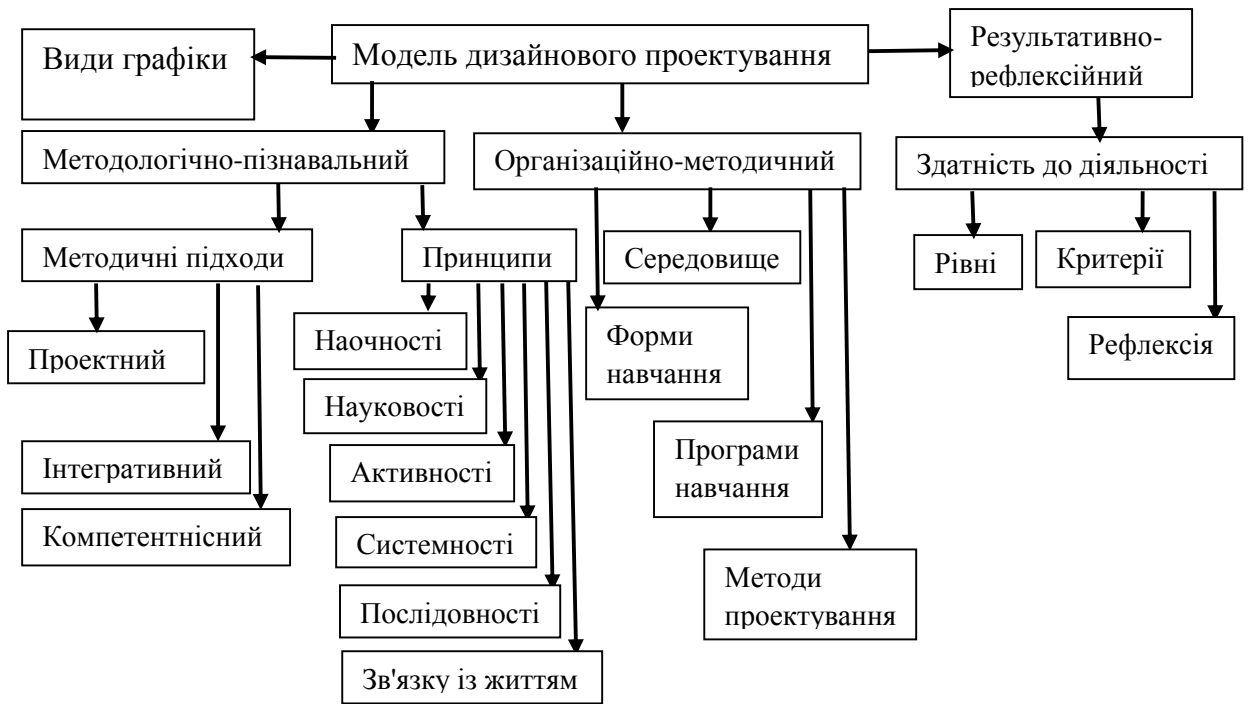 Види графіки
Модель дизайнового проектування
Результативно-
рефлексійний
Методологічно-пізнавальний
Організаційно-методичний
Здатність до діяльності
Методичні підходи
Принципи
Середовище
Рівні
Критерії
Проектний
Наочності
Форми
навчання
Рефлексія
Науковості
Інтегративний
Активності
Програми
навчання
Компетентнісний
Системності
Методи
проектування
Послідовності
Зв'язку із життям